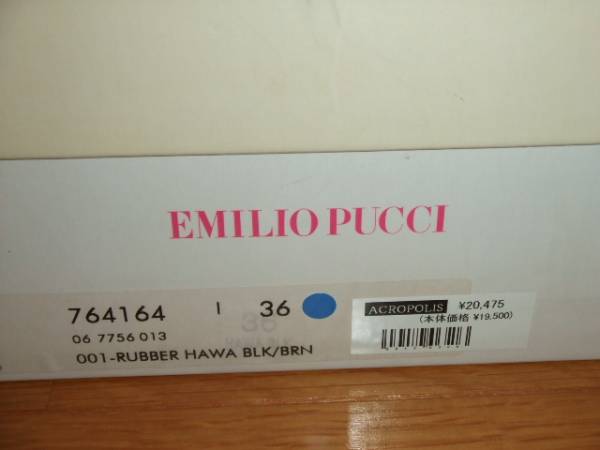 EMILIO PUCCI
764164 I 36
06 7756 013
001-RUBBER HAWA BLK/BRN
ACROPOLIS ¥20,475
(本体価格 ¥19,500)
36